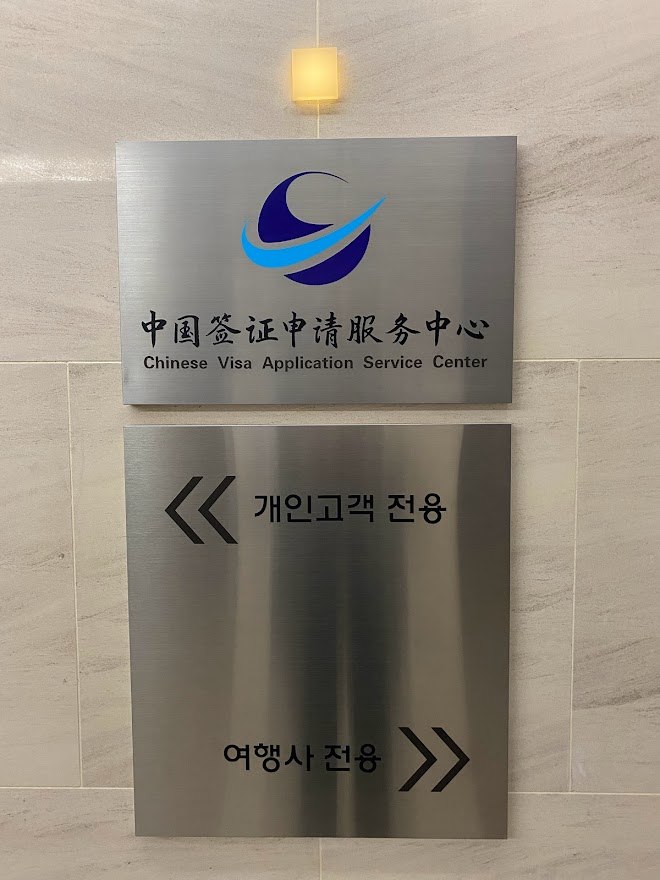 中国签证申请服务中心
Chinese Visa Application Service Center
개인고객 전용
여행사 전용